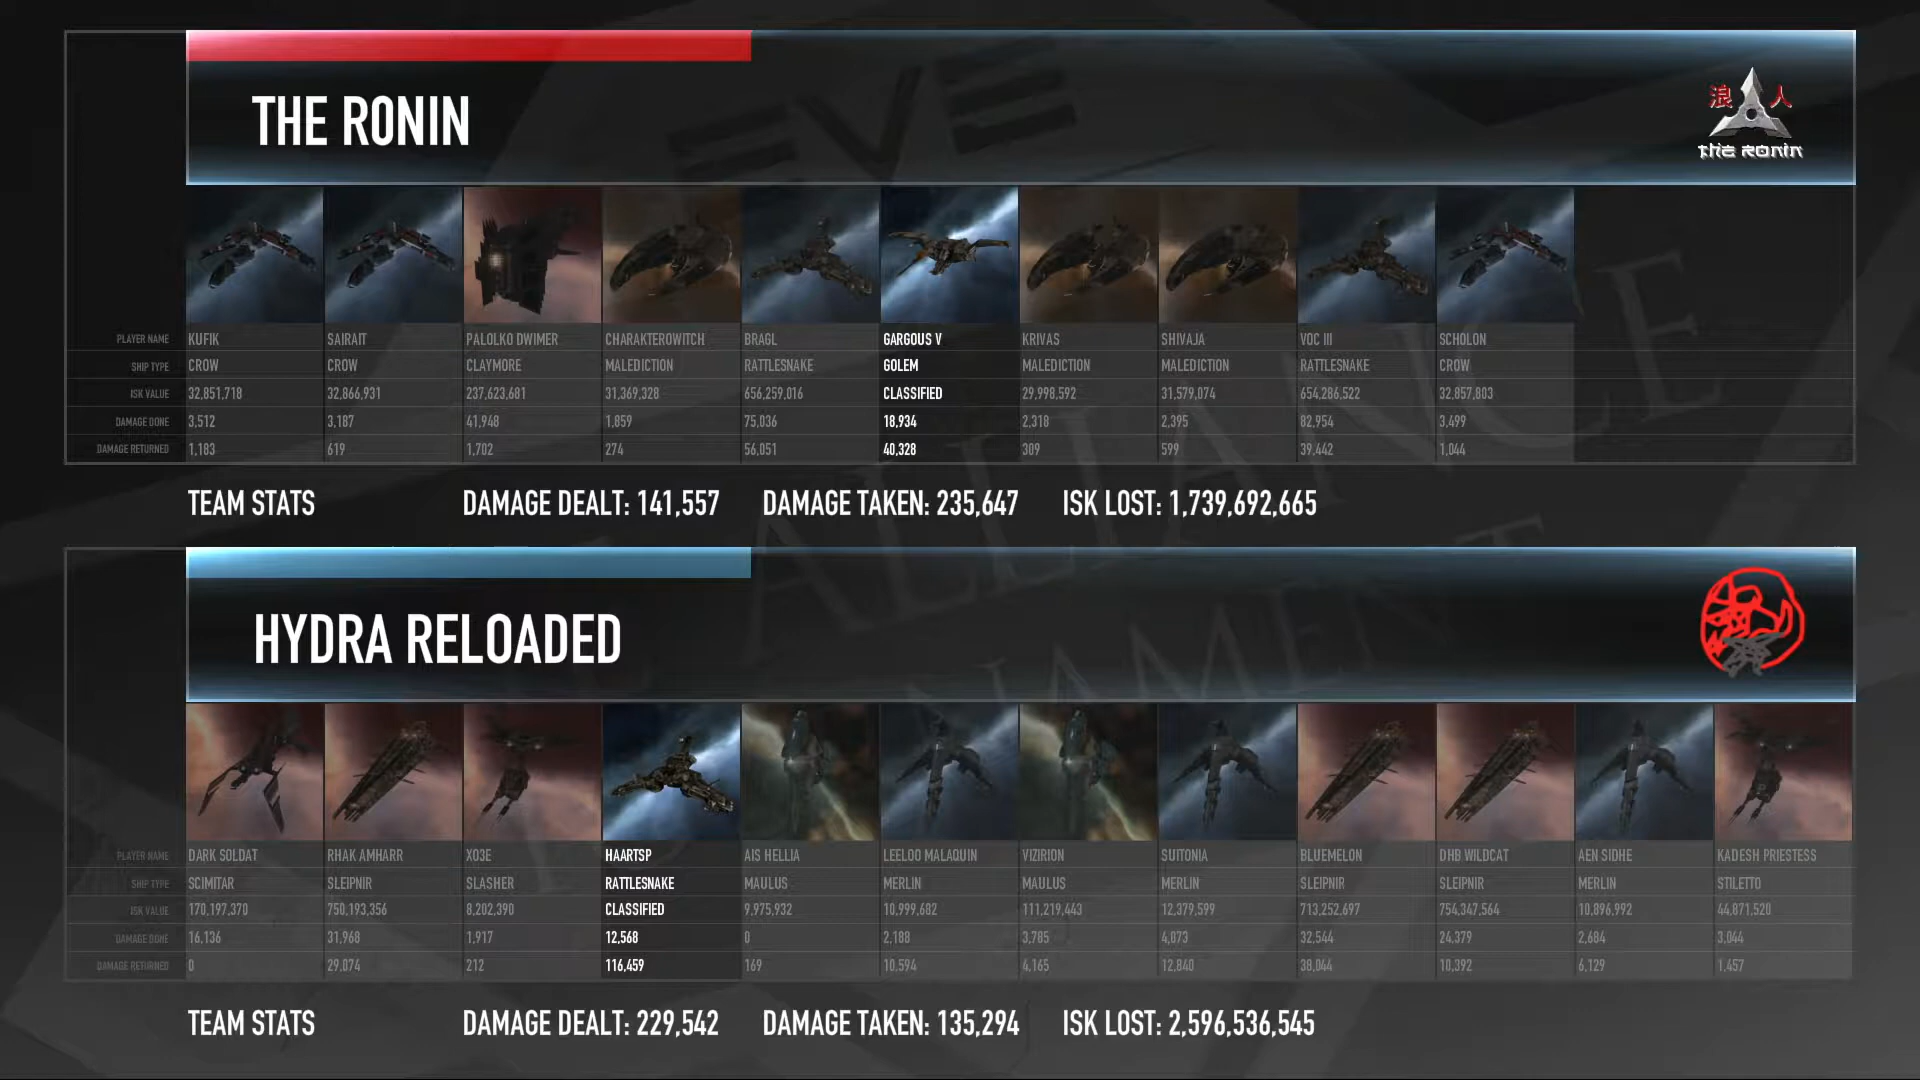 THE RONIN
浪 人
the ronin
EVE
PLAYER NAME KUFIK SAIRAIT PALOLKO DWIMER CHARAKTEROWITCH BRAGL GARGOUS V KRIVAS SHIVAJA VOC III SCHOLON
SHIP TYPE CROW CROW CLAYMORE MALEDICTION RATTLESNAKE GOLEM MALEDICTION MALEDICTION RATTLESNAKE CROW
ISK VALUE 32,851,718 32,866,931 237,623,681 31,369,328 656,259,016 CLASSIFIED 29,998,592 31,579,074 654,286,522 32,857,803
DAMAGE DONE 3,512 3,187 41,948 1,859 75,036 18,934 2,318 2,395 82,954 3,499
DAMAGE RETURNED 1,183 619 1,702 274 56,051 40,328 309 599 39,442 1,044
TEAM STATS DAMAGE DEALT: 141,557 DAMAGE TAKEN: 235,647 ISK LOST: 1,739,692,665
ALLIANCE
HYDRA RELOADED
PLAYER NAME DARK SOLDAT RHAK AMHARR XO3E HAARTSP AIS HELLIA LEELOO MALAQUIN VIZIRION SUITONIA BLUEMELON DHB WILDCAT AEN SIDHE KADESH PRIESTESS
SHIP TYPE SCIMITAR SLEIPNIR SLASHER RATTLESNAKE MAULUS MERLIN MAULUS MERLIN SLEIPNIR SLEIPNIR MERLIN STILETTO
ISK VALUE 170,197,370 750,193,356 8,202,390 CLASSIFIED 9,975,932 10,999,682 111,219,443 12,379,599 713,252,697 754,347,564 10,896,992 44,871,520
DAMAGE DONE 16,136 31,968 1,917 12,568 0 2,188 3,785 4,073 32,544 24,379 2,684 3,044
DAMAGE RETURNED 0 29,074 212 116,459 169 10,594 4,165 12,840 38,044 10,392 6,129 1,457
TEAM STATS DAMAGE DEALT: 229,542 DAMAGE TAKEN: 135,294 ISK LOST: 2,596,536,545